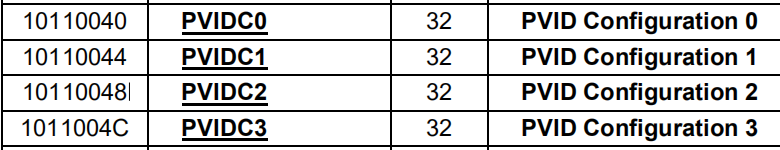 10110040 PVIDC0 32 PVID Configuration 0
10110044 PVIDC1 32 PVID Configuration 1
10110048 PVIDC2 32 PVID Configuration 2
1011004C PVIDC3 32 PVID Configuration 3